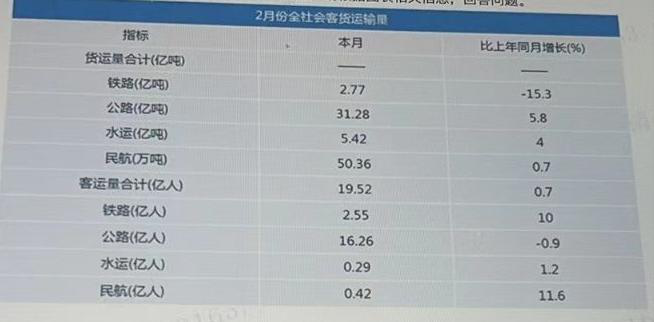 回答问题。
2月份全社会客货运输量
指标 本月 比上年同月增长(%)
货运量合计(亿吨) —— ——
铁路(亿吨) 2.77 -15.3
公路(亿吨) 31.28 5.8
水运(亿吨) 5.42 4
民航(万吨) 50.36 0.7
客运量合计(亿人) 19.52 0.7
铁路(亿人) 2.55 10
公路(亿人) 16.26 -0.9
水运(亿人) 0.29 1.2
民航(亿人) 0.42 11.6